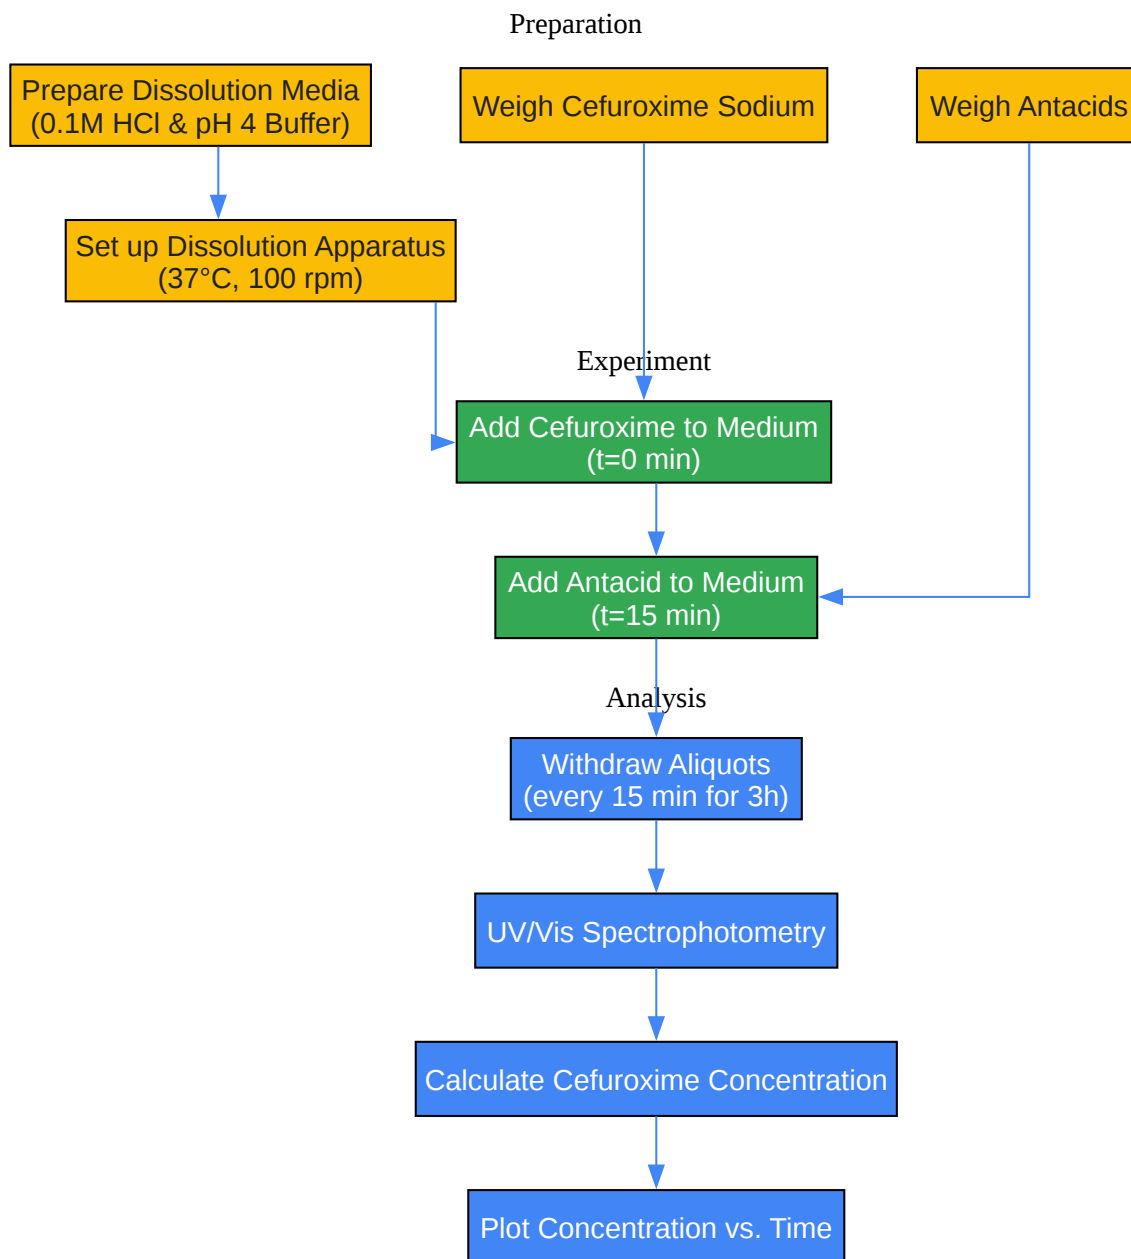 Preparation
Prepare Dissolution Media
(0.1M HCl & pH 4 Buffer)
Weigh Cefuroxime Sodium
Weigh Antacids
Set up Dissolution Apparatus
(37°C, 100 rpm)
Experiment
Add Cefuroxime to Medium
(t=0 min)
Add Antacid to Medium
(t=15 min)
Analysis
Withdraw Aliquots
(every 15 min for 3h)
UV/Vis Spectrophotometry
Calculate Cefuroxime Concentration
Plot Concentration vs. Time